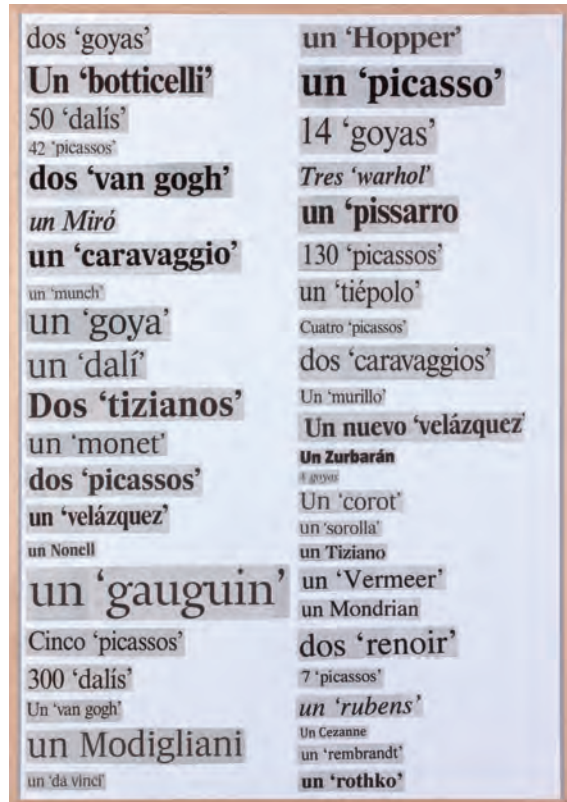 dos ‘goyas’
Un ‘botticelli’
50 ‘dalís’
42 ‘picassos’
dos ‘van gogh’
un Miró
un ‘caravaggio’
un ‘munch’
un ‘goya’
un ‘dalí’
Dos ‘tizianos’
un ‘monet’
dos ‘picassos’
un ‘velázquez’
un Nonell
un ‘gauguin’
Cinco ‘picassos’
300 ‘dalís’
Un ‘van gogh’
un Modigliani
un ‘da vinci’
un ‘Hopper’
un ‘picasso’
14 ‘goyas’
Tres ‘warhol’
un ‘pissarro
130 ‘picassos’
un ‘tiépolo’
Cuatro ‘picassos’
dos ‘caravaggios’
Un ‘murillo’
Un nuevo ‘velázquez’
Un Zurbarán
goyas
Un ‘corot’
un ‘sorolla’
un Tiziano
un ‘Vermeer’
un Mondrian
dos ‘renoir’
7 ‘picassos’
un ‘rubens’
Un Cezanne
un ‘rembrandt’
un ‘rothko’